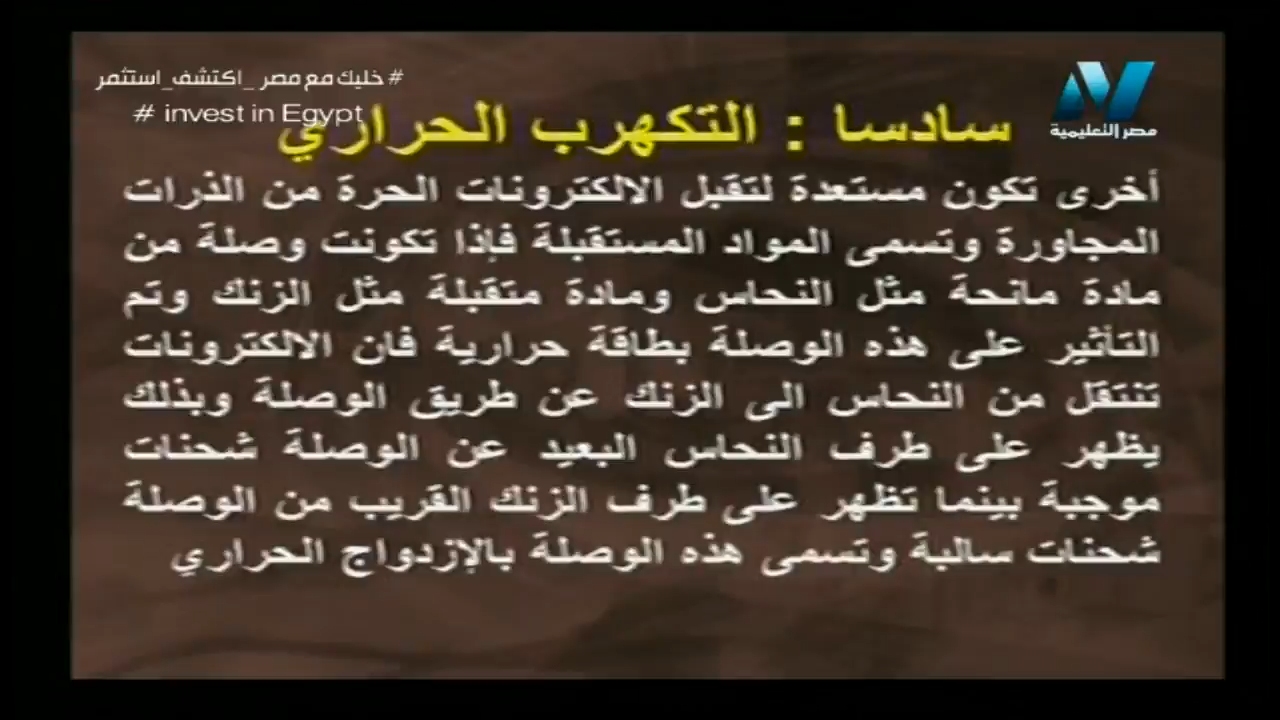 #خليك مع مصر _اكتشف_استثمر
# invest in Egypt
مصر التعليمية
سادسا : التكهرب الحراري
أخرى تكون مستعدة لتقبل الالكترونات الحرة من الذرات
المجاورة وتسمى المواد المستقبلة فإذا تكونت وصلة من
مادة مانحة مثل النحاس ومادة متقبلة مثل الزنك وتم
التأثير على هذه الوصلة بطاقة حرارية فان الالكترونات
تنتقل من النحاس الى الزنك عن طريق الوصلة وبذلك
يظهر على طرف النحاس البعيد عن الوصلة شحنات
موجبة بينما تظهر على طرف الزنك القريب من الوصلة
شحنات سالبة وتسمى هذه الوصلة بالإزدواج الحراري